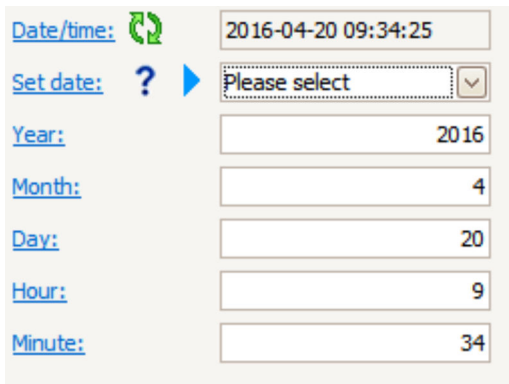 Date/time: 2016-04-20 09:34:25
Set date: ? Please select
Year: 2016
Month: 4
Day: 20
Hour: 9
Minute: 34